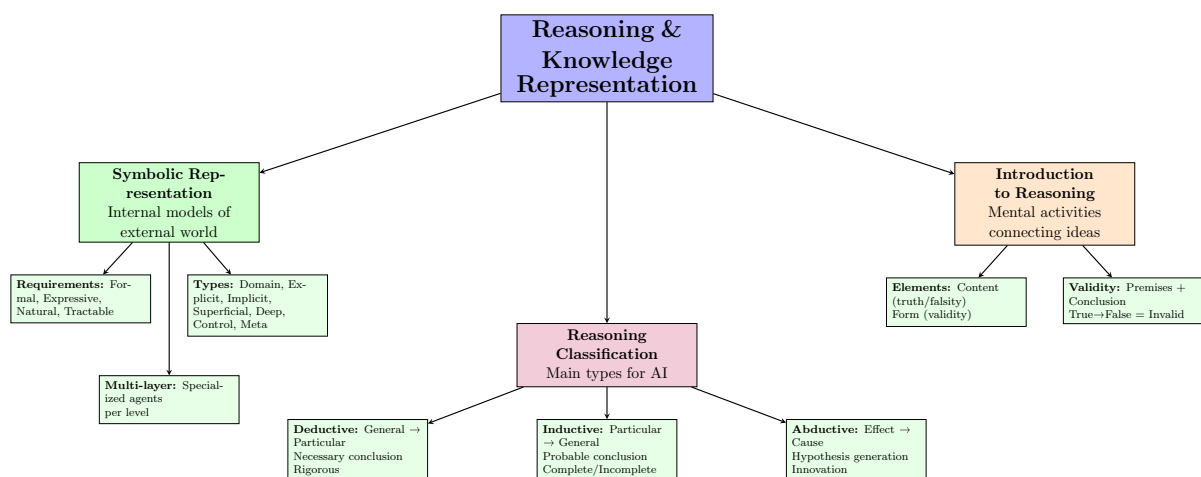 Reasoning &
Knowledge
Representation
Symbolic Rep-
resentation
Internal models of
external world
Introduction
to Reasoning
Mental activities
connecting ideas
Requirements: For-
mal, Expressive,
Natural, Tractable
Types: Domain, Ex-
plicit, Implicit,
Superficial, Deep,
Control, Meta
Elements: Content
(truth/falsity)
Form (validity)
Validity: Premises +
Conclusion
True→False = Invalid
Reasoning
Classification
Main types for AI
Multi-layer: Special-
ized agents
per level
Deductive: General →
Particular
Necessary conclusion
Rigorous
Inductive: Particular
→ General
Probable conclusion
Complete/Incomplete
Abductive: Effect →
Cause
Hypothesis generation
Innovation